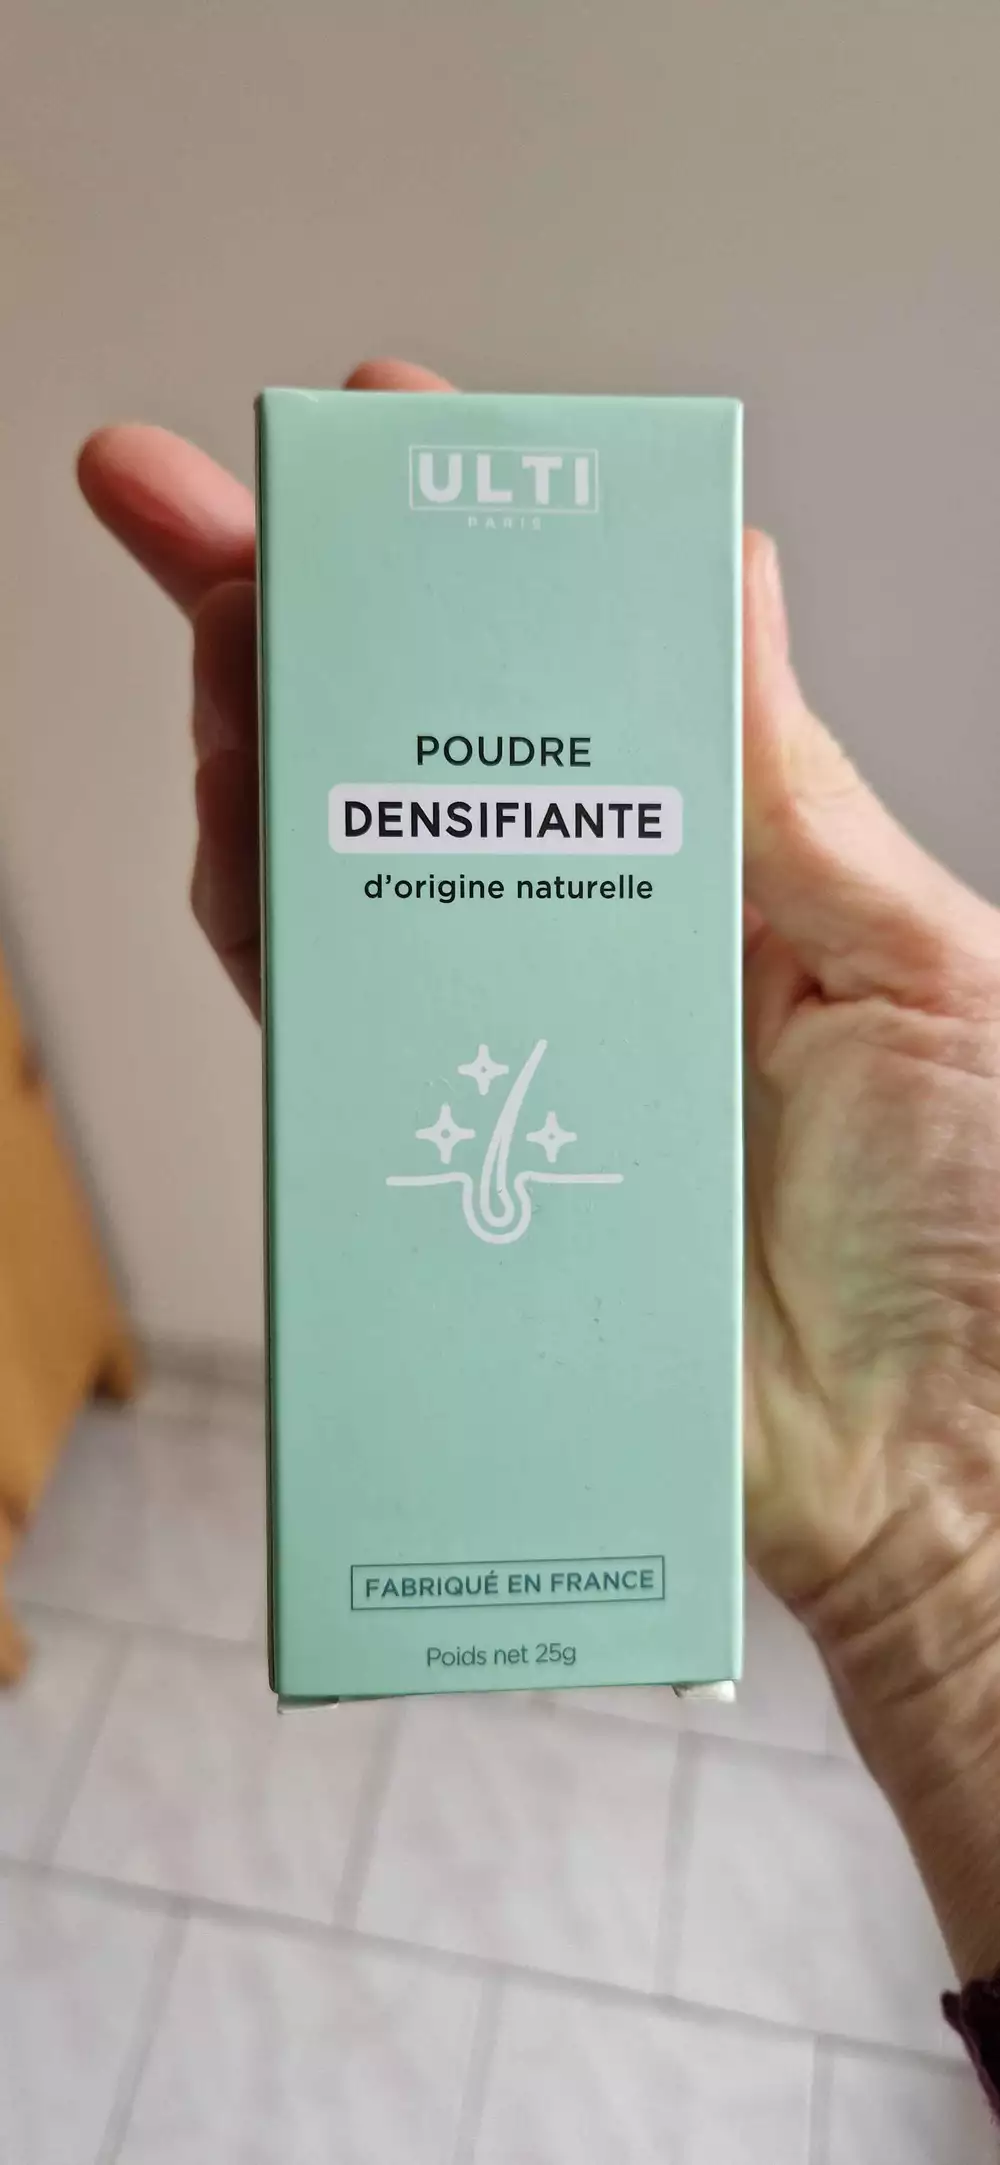 ULTI
PARIS
POUDRE
DENSIFIANTE
d'origine naturelle
FABRIQUÉ EN FRANCE
Poids net 25g